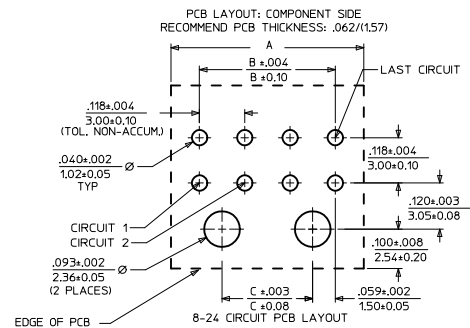 PCB LAYOUT: COMPONENT SIDE
RECOMMEND PCB THICKNESS: .062/(1.57)
A
B ±.004
B ±0.10
LAST CIRCUIT
.118±.004
3.00±0.10
(TOL. NON-ACCUM.)
.040±.002
1.02±0.05
Ø
TYP
.118±.004
3.00±0.10
.120±.003
3.05±0.08
CIRCUIT 1
CIRCUIT 2
.093±.002
2.36±0.05
Ø
(2 PLACES)
.100±.008
2.54±0.20
C ±.003
C ±0.08
.059±.002
1.50±0.05
EDGE OF PCB
8-24 CIRCUIT PCB LAYOUT